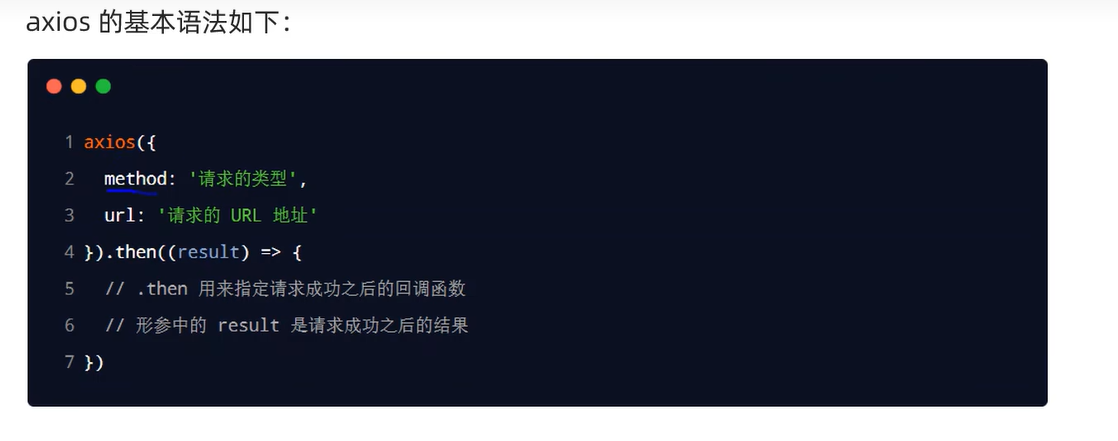 axios 的基本语法如下：
1 axios({
2   method: '请求的类型',
3   url: '请求的 URL 地址'
4 }).then((result) => {
5   // .then 用来指定请求成功之后的回调函数
6   // 形参中的 result 是请求成功之后的结果
7 })